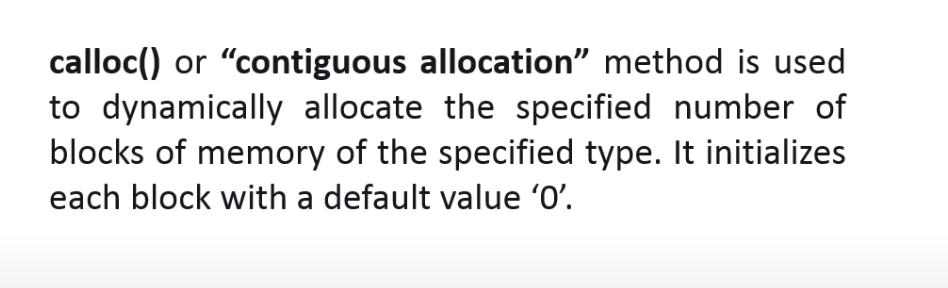 calloc() or “contiguous allocation” method is used
to dynamically allocate the specified number of
blocks of memory of the specified type. It initializes
each block with a default value ‘0’.